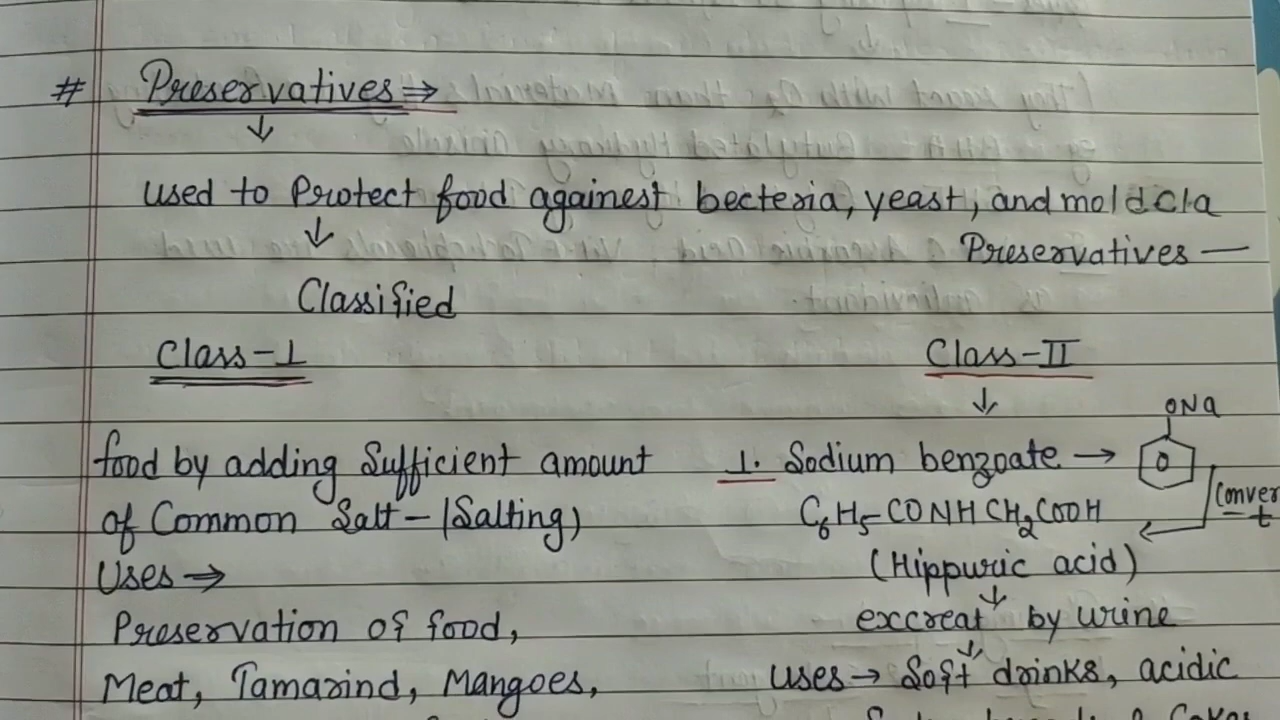 # Preservatives ⇒
↓
used to Protect food againest becteria, yeast, and mold cla
↓
Preservatives —
Classified
Class-I
food by adding Sufficient amount
of Common Salt - (Salting)
Uses →
Preservation of food,
Meat, Tamarind, Mangoes,
Class-II
↓
ONa
1. Sodium benzoate →
Convert
C6H5-CONHCH2COOH
(Hippuric acid)
↓
excreat by urine
↓
uses → Soft drinks, acidic